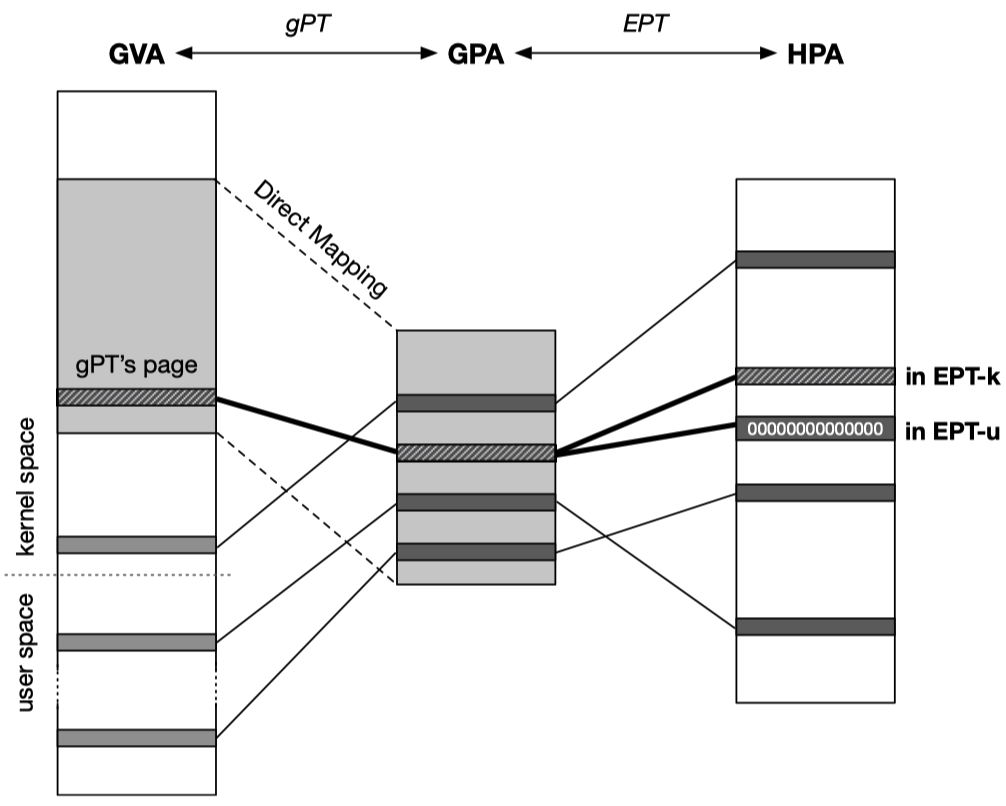 gPT
EPT
GVA
GPA
HPA
Direct Mapping
gPT's page
in EPT-k
00000000000000
in EPT-u
kernel space
user space